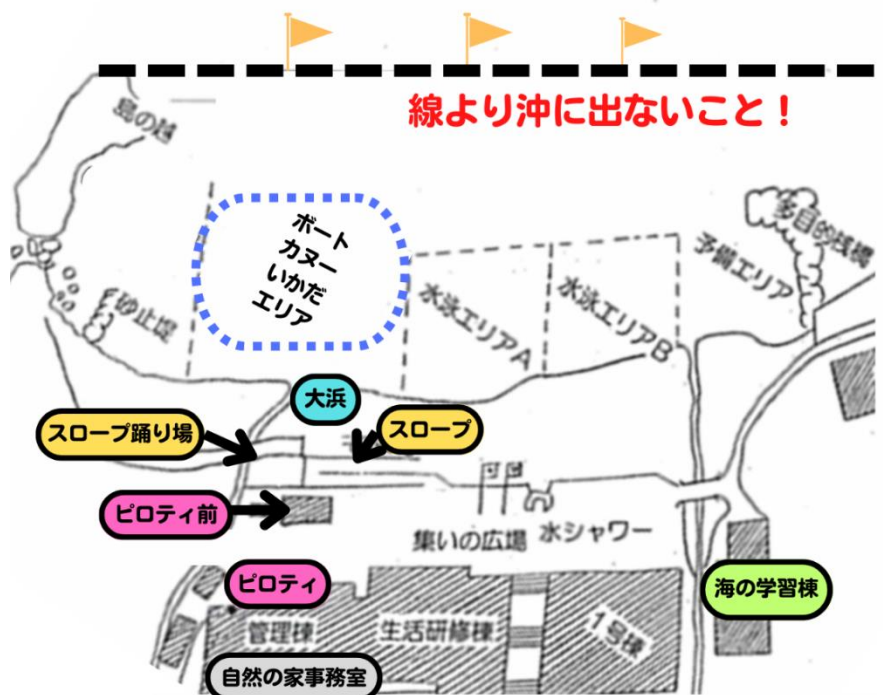 線より沖に出ないこと！
島の越
ボート
カヌー
いかだ
エリア
砂止堤
水泳エリアA
水泳エリアB
予備エリア
多目的桟橋
大浜
スロープ踊り場
スロープ
ピロティ前
集いの広場
水シャワー
ピロティ
海の学習棟
管理棟
生活研修棟
1号棟
自然の家事務室